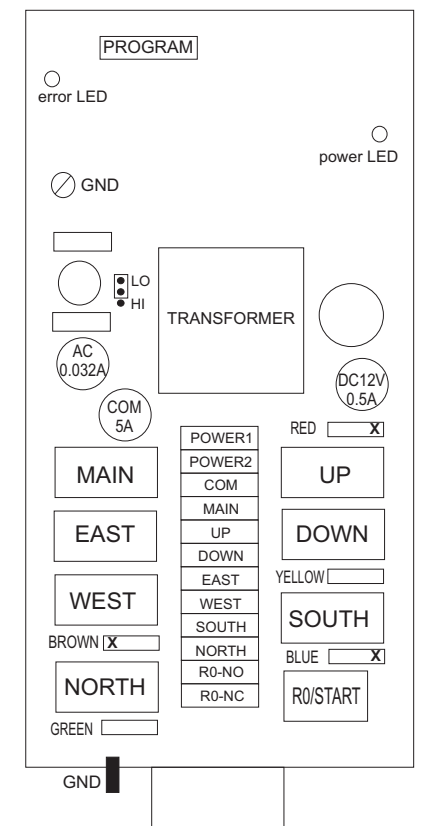 PROGRAM
error LED
power LED
GND
LO
HI
TRANSFORMER
AC
0.032A
DC12V
0.5A
COM
5A
RED X
POWER1
POWER2
COM
MAIN
UP
DOWN
EAST
WEST
SOUTH
NORTH
R0-NO
R0-NC
MAIN
EAST
WEST
BROWN X
NORTH
GREEN
UP
DOWN
YELLOW
SOUTH
BLUE X
R0/START
GND